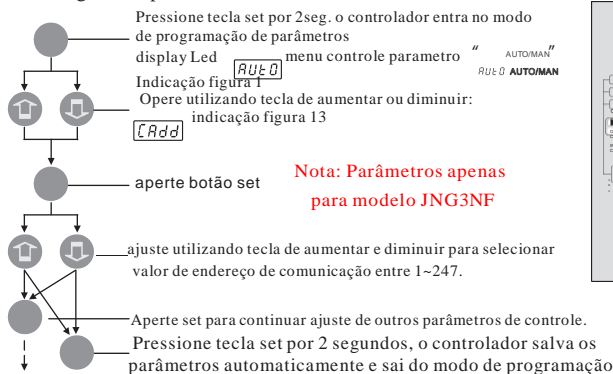 Pressione tecla set por 2seg. o controlador entra no modo
de programação de parâmetros
display Led AUtO menu controle parametro " AUTO/MAN"
AUtO AUTO/MAN
Indicação figura 1
Opere utilizando tecla de aumentar ou diminuir:
indicação figura 13
CAdd
aperte botão set
Nota: Parâmetros apenas
para modelo JNG3NF
ajuste utilizando tecla de aumentar e diminuir para selecionar
valor de endereço de comunicação entre 1~247.
Aperte set para continuar ajuste de outros parâmetros de controle.
Pressione tecla set por 2 segundos, o controlador salva os
parâmetros automaticamente e sai do modo de programação